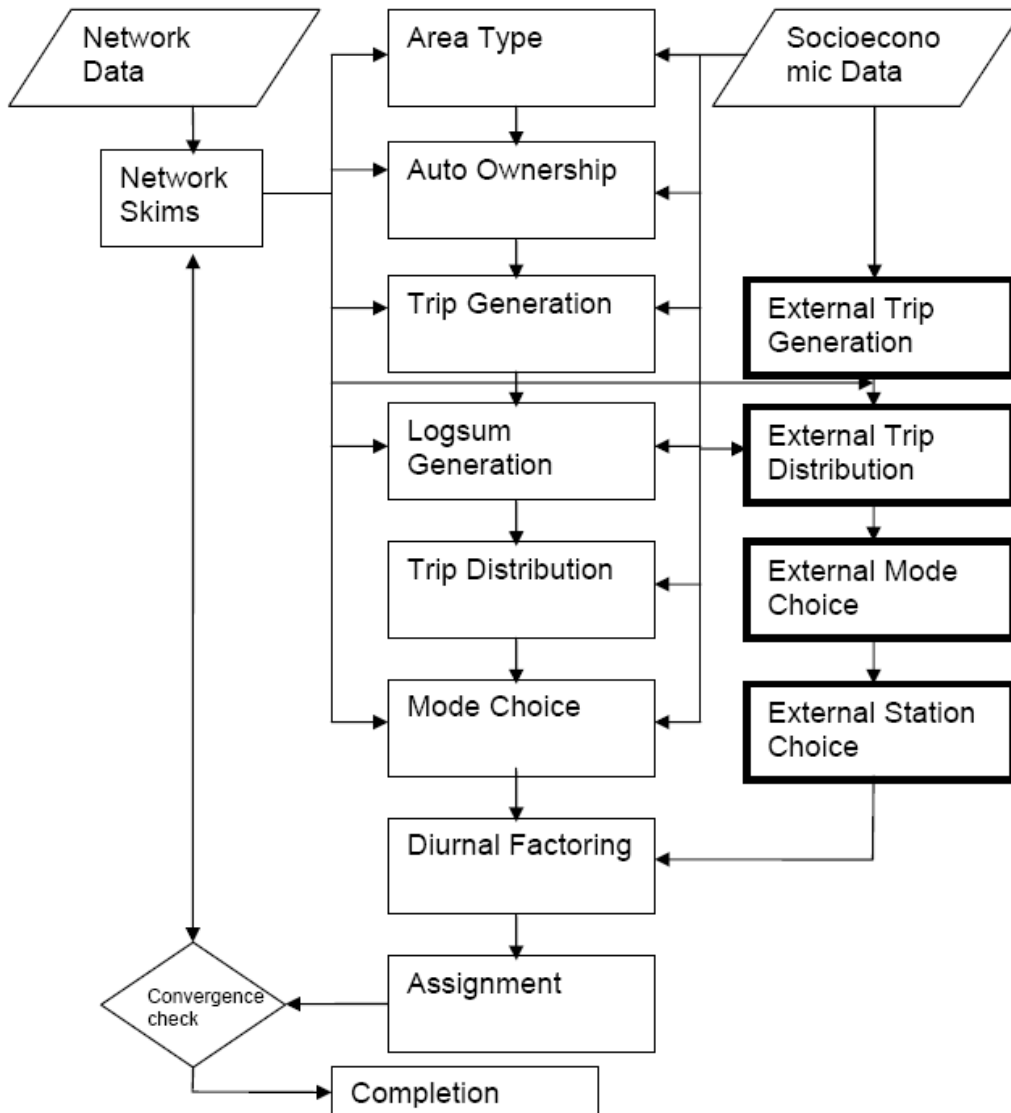 Network
Data
Area Type
Socioecono
mic Data
Network
Skims
Auto Ownership
Trip Generation
External Trip
Generation
Logsum
Generation
External Trip
Distribution
Trip Distribution
External Mode
Choice
Mode Choice
External Station
Choice
Diurnal Factoring
Assignment
Convergence
check
Completion